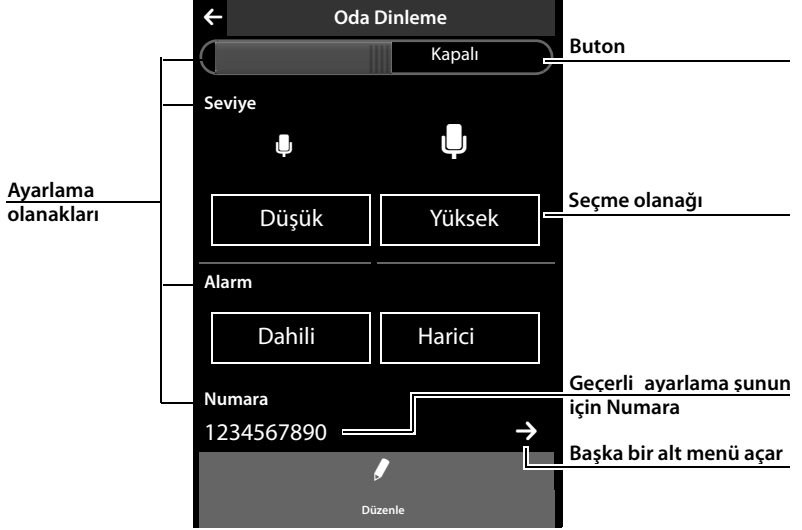 Oda Dinleme
Kapalı
Buton
Seviye
Ayarlama
olanakları
Düşük
Yüksek
Seçme olanağı
Alarm
Dahili
Harici
Geçerli ayarlama şunun
için Numara
Numara
1234567890
Başka bir alt menü açar
Düzenle